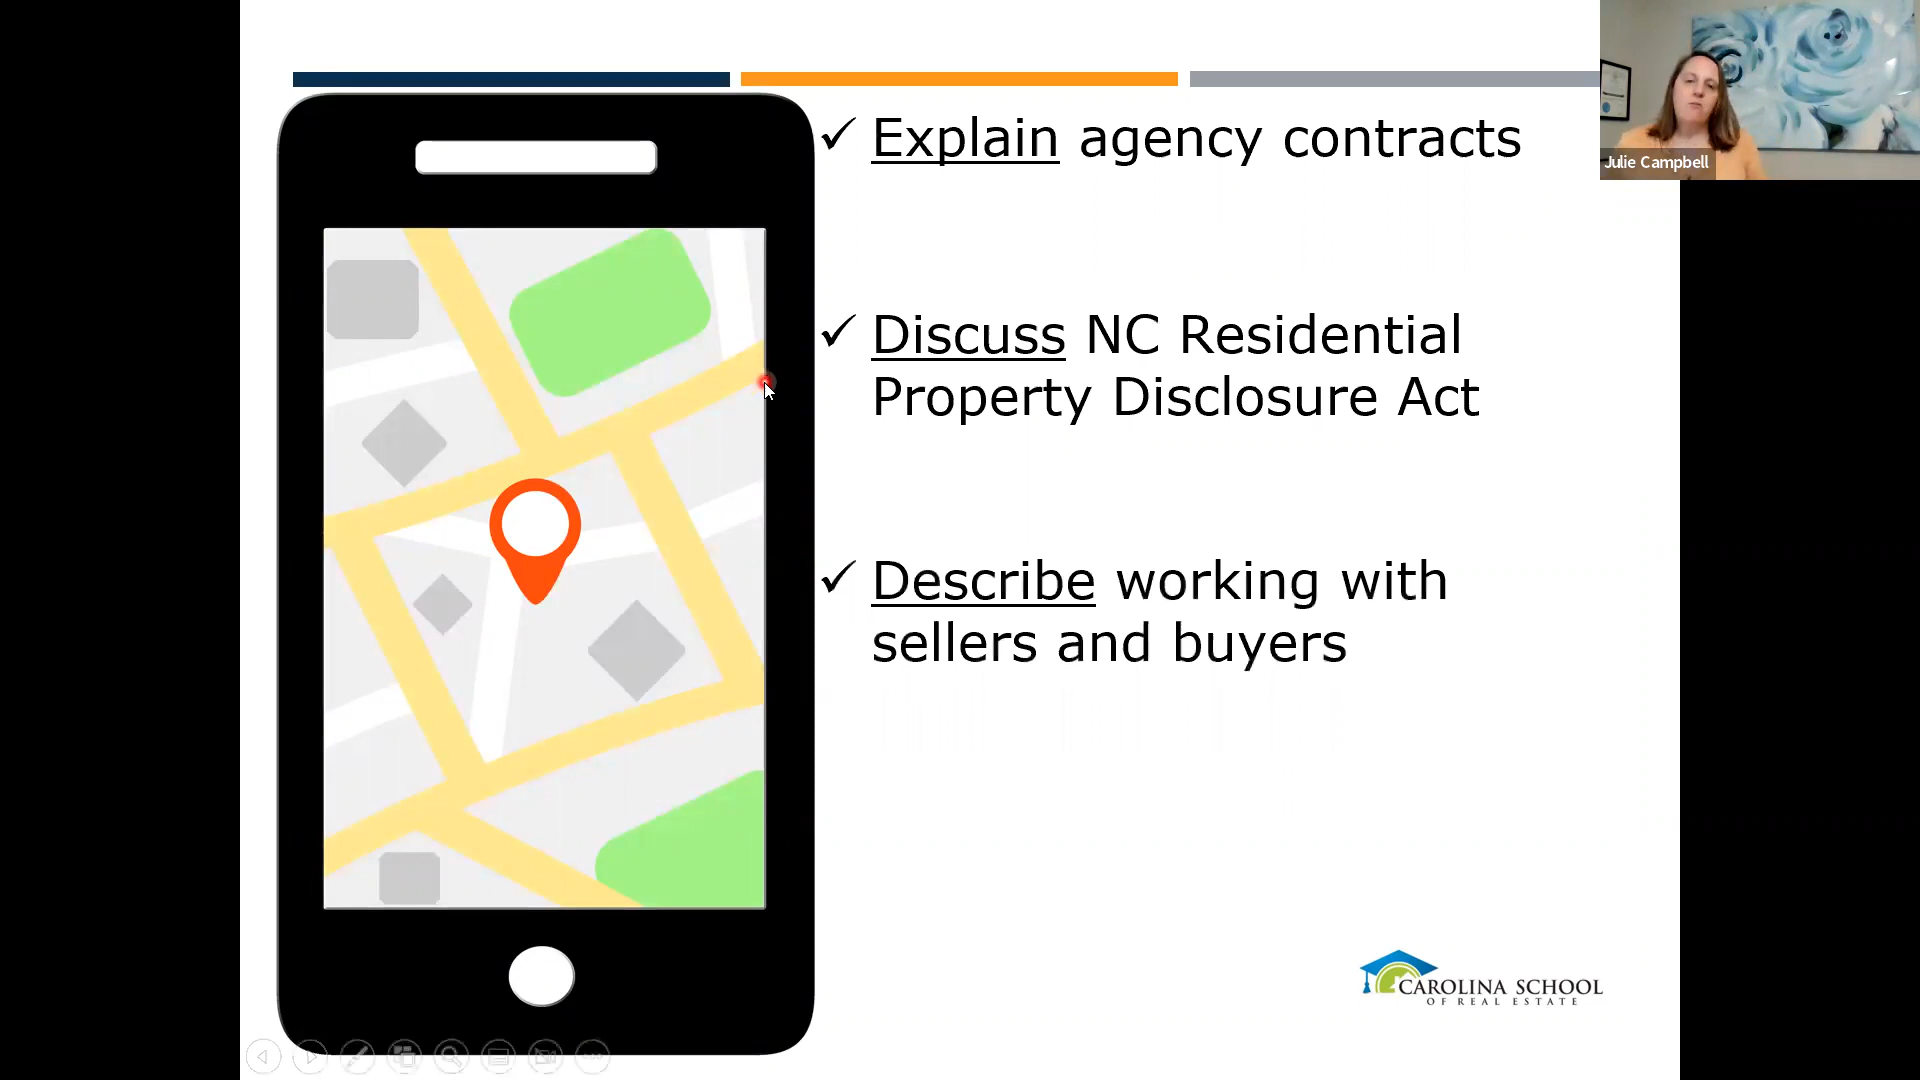 Explain agency contracts
Discuss NC Residential
Property Disclosure Act
Describe working with
sellers and buyers
Julie Campbell
CAROLINA SCHOOL
OF REAL ESTATE